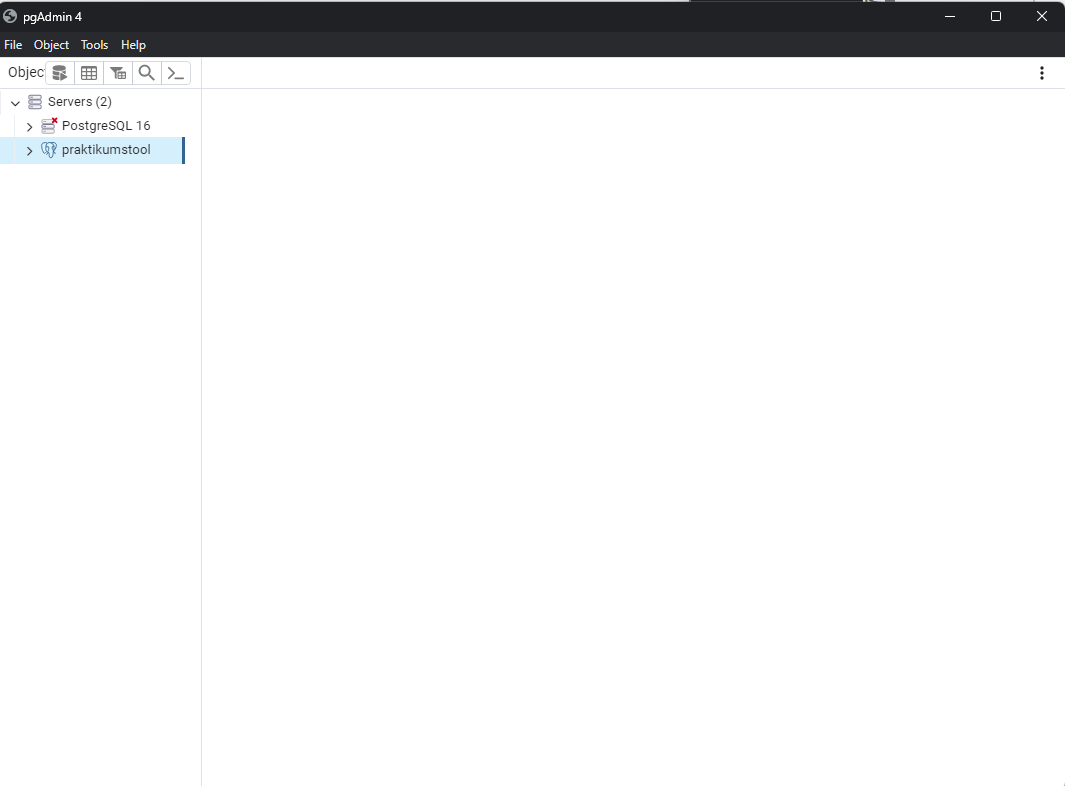 pgAdmin 4
File Object Tools Help
Objec
Servers (2)
PostgreSQL 16
praktikumstool